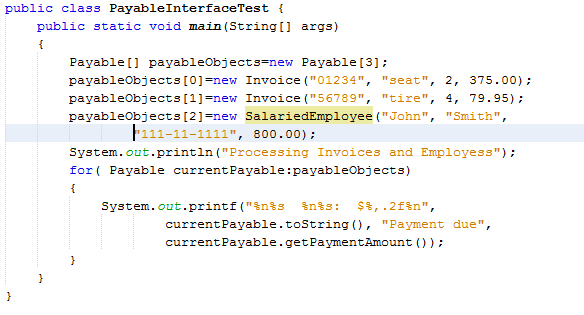 public class PayableInterfaceTest {
public static void main(String[] args)
{
Payable[] payableObjects=new Payable[3];
payableObjects[0]=new Invoice("01234", "seat", 2, 375.00);
payableObjects[1]=new Invoice("56789", "tire", 4, 79.95);
payableObjects[2]=new SalariedEmployee("John", "Smith",
"111-11-1111", 800.00);
System.out.println("Processing Invoices and Employess");
for( Payable currentPayable:payableObjects)
{
System.out.printf("%n%s  %n%s:  $%,.2f%n",
currentPayable.toString(), "Payment due",
currentPayable.getPaymentAmount());
}
}
}